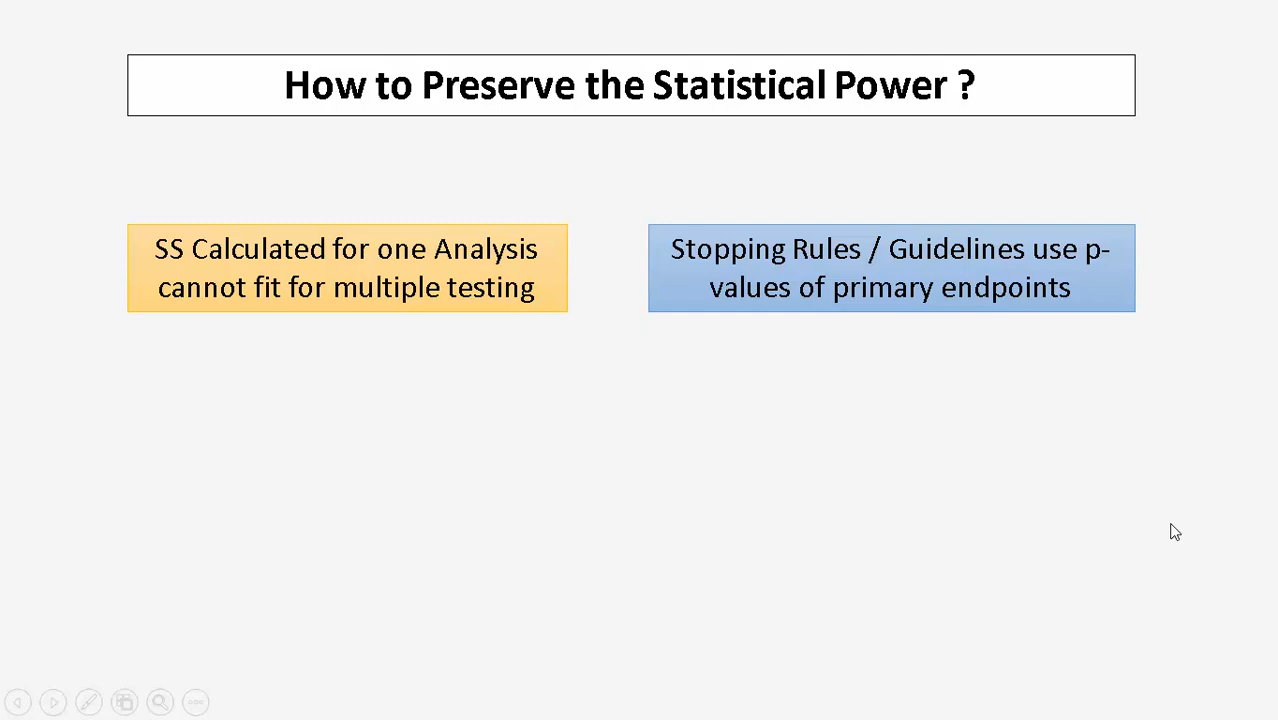 How to Preserve the Statistical Power ?
SS Calculated for one Analysis
cannot fit for multiple testing
Stopping Rules / Guidelines use p-
values of primary endpoints